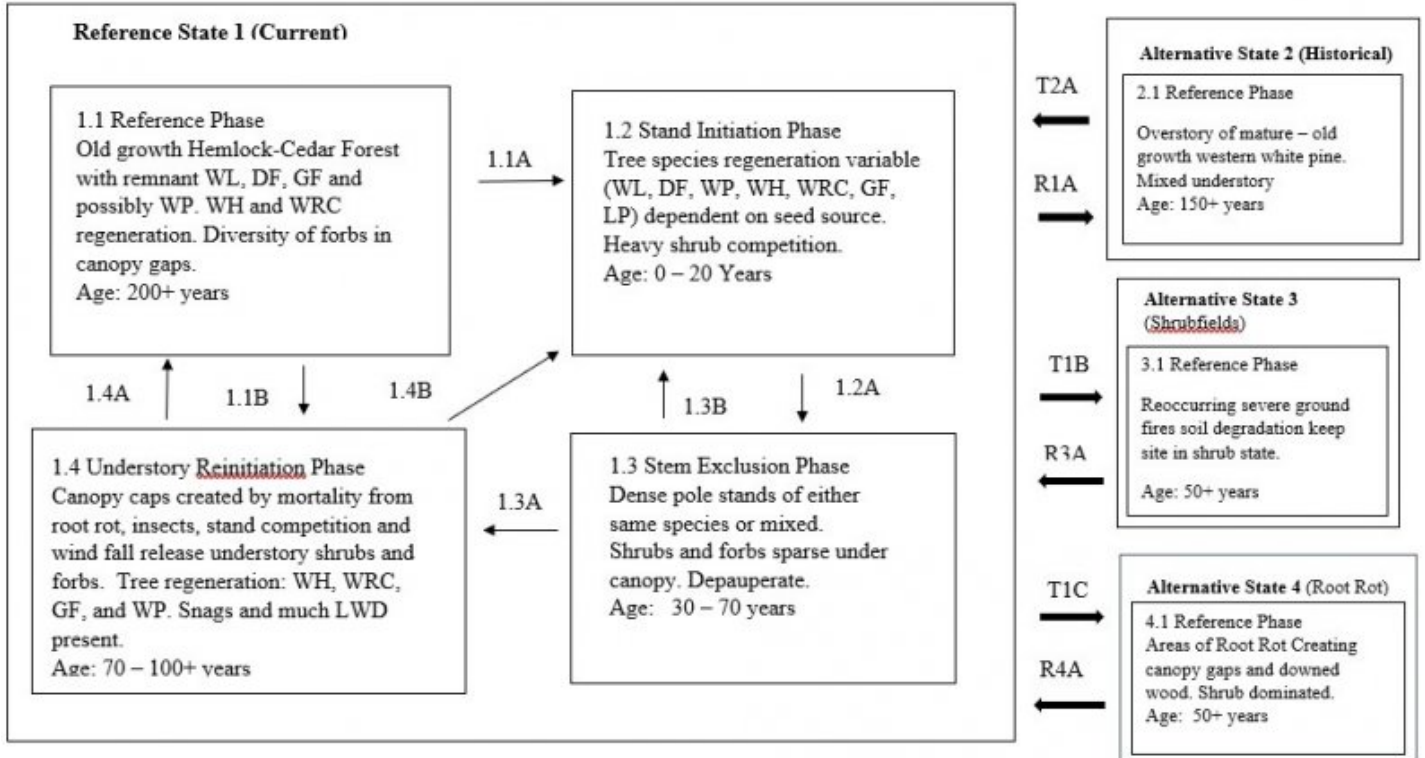 Reference State 1 (Current)
1.1 Reference Phase
Old growth Hemlock-Cedar Forest
with remnant WL, DF, GF and
possibly WP. WH and WRC
regeneration. Diversity of forbs in
canopy gaps.
Age: 200+ years
1.1A
1.2 Stand Initiation Phase
Tree species regeneration variable
(WL, DF, WP, WH, WRC, GF,
LP) dependent on seed source.
Heavy shrub competition.
Age: 0 – 20 Years
1.4A
1.1B
1.4B
1.3B
1.2A
1.4 Understory Reinitiation Phase
Canopy caps created by mortality from
root rot, insects, stand competition and
wind fall release understory shrubs and
forbs. Tree regeneration: WH, WRC,
GF, and WP. Snags and much LWD
present.
Age: 70 – 100+ years
1.3A
1.3 Stem Exclusion Phase
Dense pole stands of either
same species or mixed.
Shrubs and forbs sparse under
canopy. Depauperate.
Age: 30 – 70 years
T2A
R1A
Alternative State 2 (Historical)
2.1 Reference Phase
Overstory of mature – old
growth western white pine.
Mixed understory
Age: 150+ years
T1B
R3A
Alternative State 3
(Shrubfields)
3.1 Reference Phase
Reoccurring severe ground
fires soil degradation keep
site in shrub state.
Age: 50+ years
T1C
R4A
Alternative State 4 (Root Rot)
4.1 Reference Phase
Areas of Root Rot Creating
canopy gaps and downed
wood. Shrub dominated.
Age: 50+ years